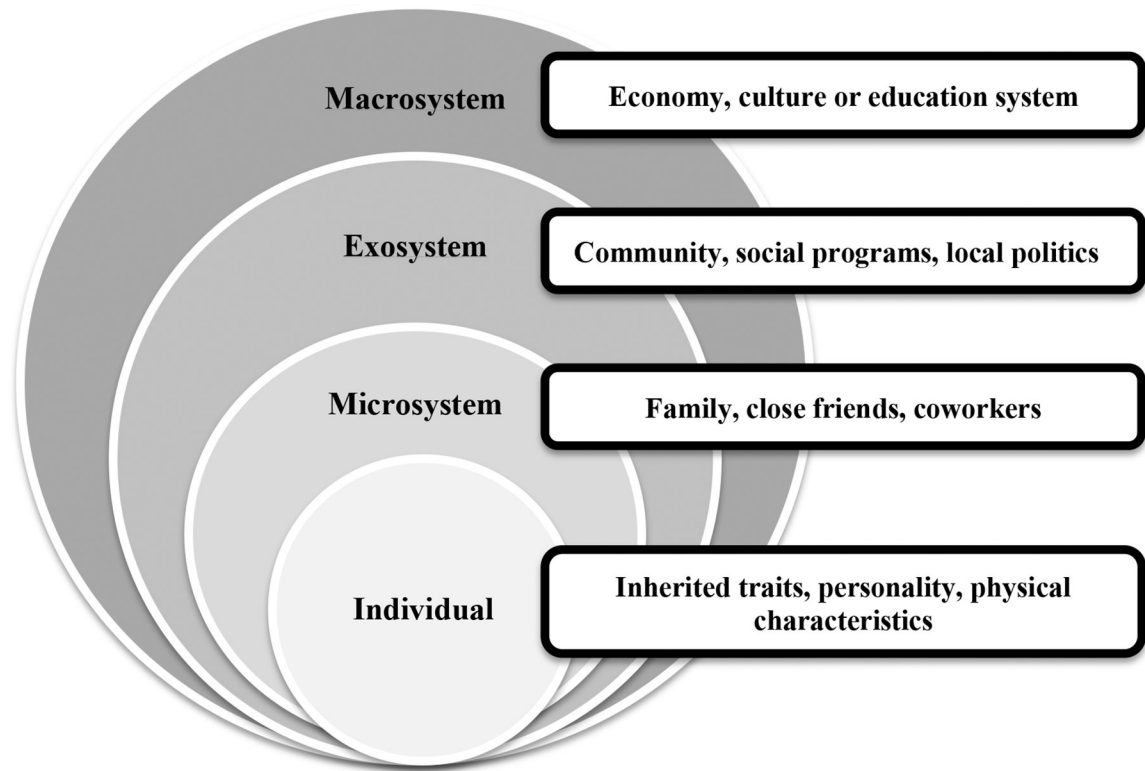 Macrosystem
Economy, culture or education system
Exosystem
Community, social programs, local politics
Microsystem
Family, close friends, coworkers
Individual
Inherited traits, personality, physical
characteristics